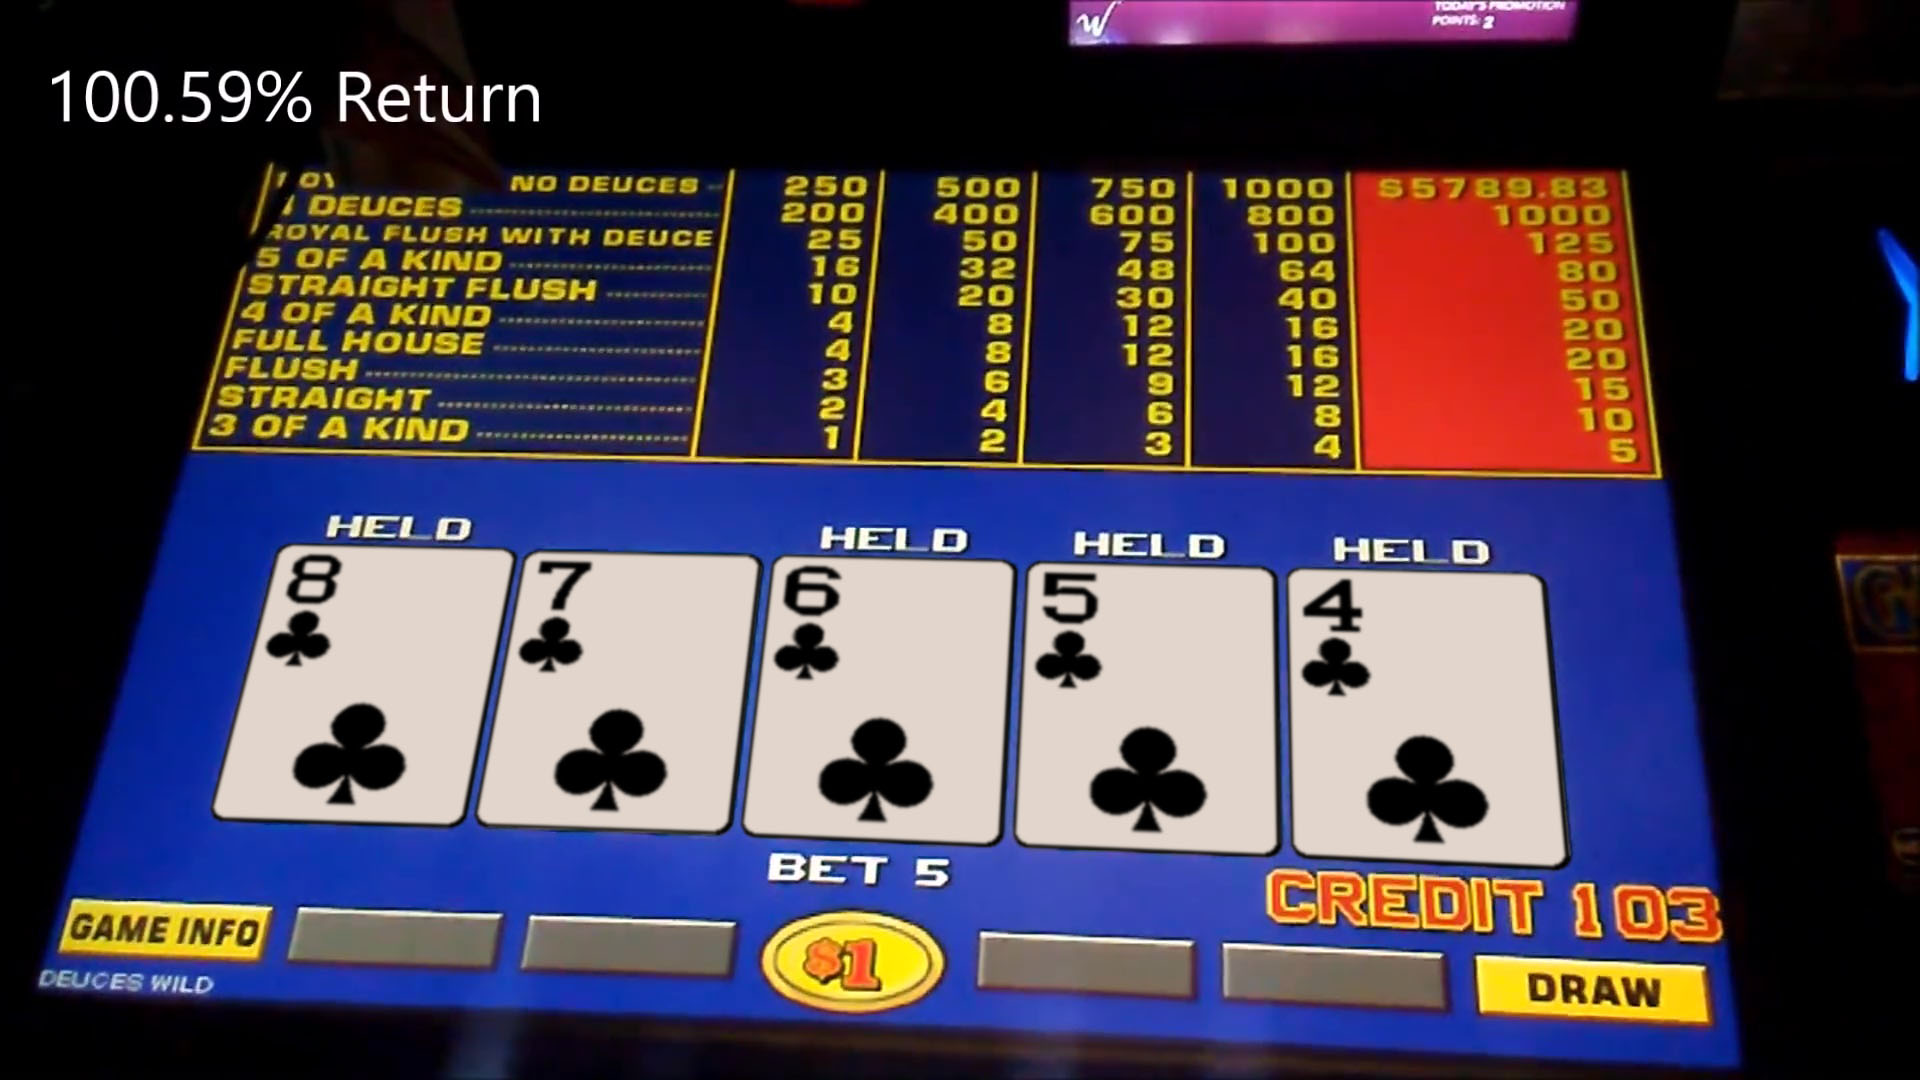 TODAY'S PROMOTION
POINTS: 2
100.59% Return
NO DEUCES 250 500 750 1000 $5789.83
DEUCES 200 400 600 800 1000
ROYAL FLUSH WITH DEUCE 25 50 75 100 125
5 OF A KIND 16 32 48 64 80
STRAIGHT FLUSH 10 20 30 40 50
4 OF A KIND 4 8 12 16 20
FULL HOUSE 4 8 12 16 20
FLUSH 3 6 9 12 15
STRAIGHT 2 4 6 8 10
3 OF A KIND 1 2 3 4 5
HELD HELD HELD HELD
8 7 6 5 4
BET 5
CREDIT 103
GAME INFO $1 DRAW
DEUCES WILD